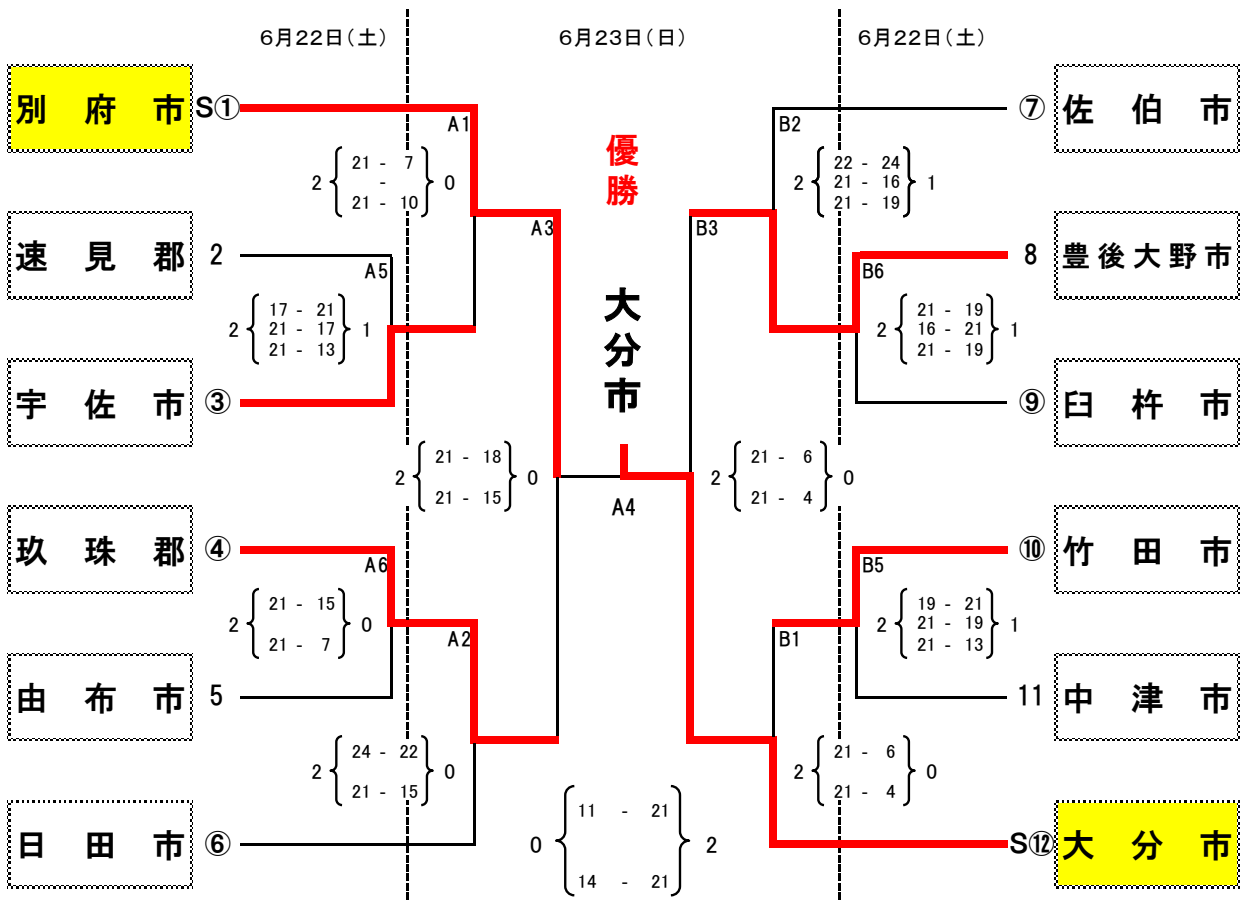 6月22日(土)
6月23日(日)
6月22日(土)
別府市 S①
A1
B2
⑦ 佐伯市
優勝
2 { 21 - 7 } 0
-
21 - 10
2 { 22 - 24 } 1
21 - 16
21 - 19
速見郡 2
A5
A3
B3
B6
8 豊後大野市
2 { 17 - 21 } 1
21 - 17
21 - 13
大分市
2 { 21 - 19 } 1
16 - 21
21 - 19
宇佐市 ③
⑨ 臼杵市
2 { 21 - 18 } 0
21 - 15
2 { 21 - 6 } 0
21 - 4
A4
玖珠郡 ④
A6
B5
⑩ 竹田市
2 { 21 - 15 } 0
21 - 7
A2
B1
2 { 19 - 21 } 1
21 - 19
21 - 13
由布市 5
11 中津市
2 { 24 - 22 } 0
21 - 15
2 { 21 - 6 } 0
21 - 4
日田市 ⑥
0 { 11 - 21 } 2
14 - 21
S⑫ 大分市